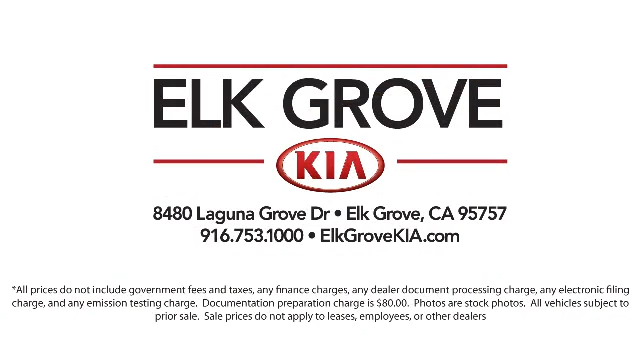 ELK GROVE
KIA
8480 Laguna Grove Dr • Elk Grove, CA 95757
916.753.1000 • ElkGroveKIA.com
*All prices do not include government fees and taxes, any finance charges, any dealer document processing charge, any electronic filing
charge, and any emission testing charge. Documentation preparation charge is $80.00. Photos are stock photos. All vehicles subject to
prior sale. Sale prices do not apply to leases, employees, or other dealers